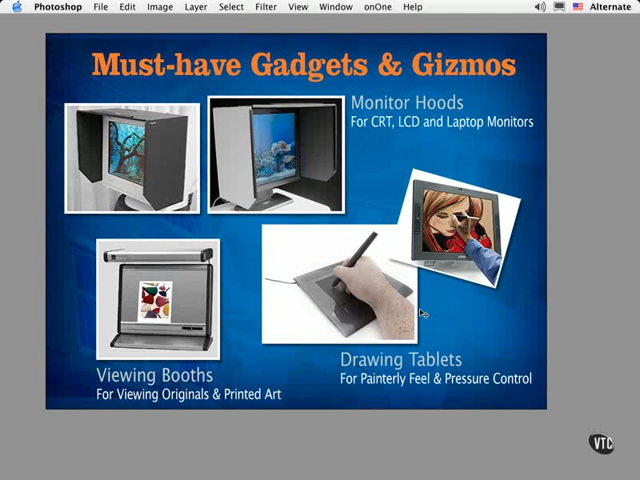 Photoshop File Edit Image Layer Select Filter View Window onOne Help Alternate
Must-have Gadgets & Gizmos
Monitor Hoods
For CRT, LCD and Laptop Monitors
Viewing Booths
For Viewing Originals & Printed Art
Drawing Tablets
For Painterly Feel & Pressure Control
VTC